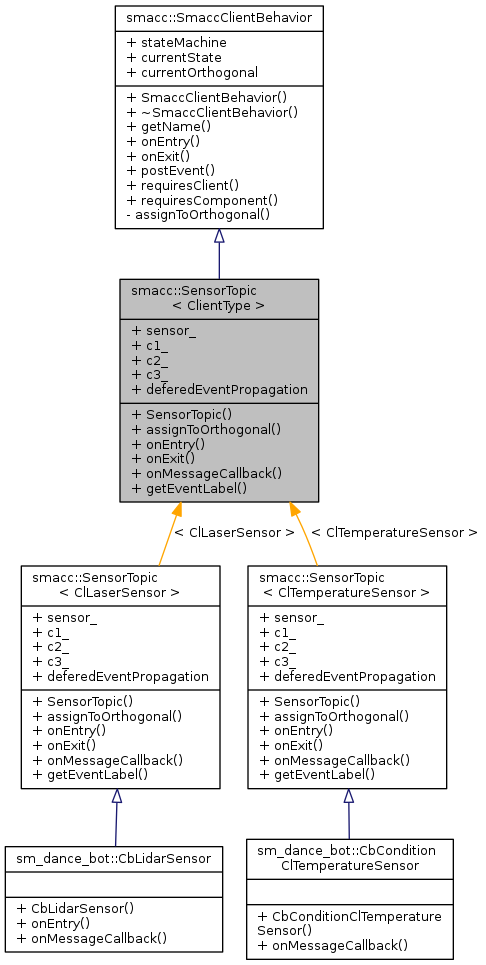 smacc::SmaccClientBehavior
+ stateMachine
+ currentState
+ currentOrthogonal
+ SmaccClientBehavior()
+ ~SmaccClientBehavior()
+ getName()
+ onEntry()
+ onExit()
+ postEvent()
+ requiresClient()
+ requiresComponent()
- assignToOrthogonal()
smacc::SensorTopic
< ClientType >
+ sensor_
+ c1_
+ c2_
+ c3_
+ deferedEventPropagation
+ SensorTopic()
+ assignToOrthogonal()
+ onEntry()
+ onExit()
+ onMessageCallback()
+ getEventLabel()
< ClLaserSensor >
< ClTemperatureSensor >
smacc::SensorTopic
< ClLaserSensor >
+ sensor_
+ c1_
+ c2_
+ c3_
+ deferedEventPropagation
+ SensorTopic()
+ assignToOrthogonal()
+ onEntry()
+ onExit()
+ onMessageCallback()
+ getEventLabel()
smacc::SensorTopic
< ClTemperatureSensor >
+ sensor_
+ c1_
+ c2_
+ c3_
+ deferedEventPropagation
+ SensorTopic()
+ assignToOrthogonal()
+ onEntry()
+ onExit()
+ onMessageCallback()
+ getEventLabel()
sm_dance_bot::CbLidarSensor
+ CbLidarSensor()
+ onEntry()
+ onMessageCallback()
sm_dance_bot::CbCondition
ClTemperatureSensor
+ CbConditionClTemperature
Sensor()
+ onMessageCallback()